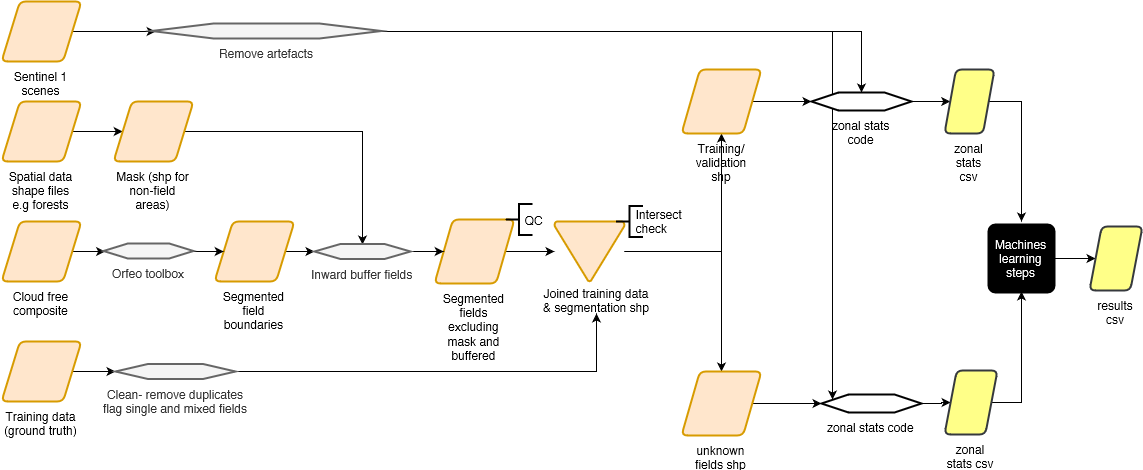 Remove artefacts
Sentinel 1
scenes
Spatial data
shape files
e.g forests
Mask (shp for
non-field
areas)
Training/
validation
shp
zonal stats
code
zonal
stats
csv
Cloud free
composite
Orfeo toolbox
Segmented
field
boundaries
Inward buffer fields
QC
Segmented
fields
excluding
mask and
buffered
Intersect
check
Joined training data
& segmentation shp
Machines
learning
steps
results
csv
Training data
(ground truth)
Clean- remove duplicates
flag single and mixed fields
unknown
fields shp
zonal stats code
zonal
stats csv